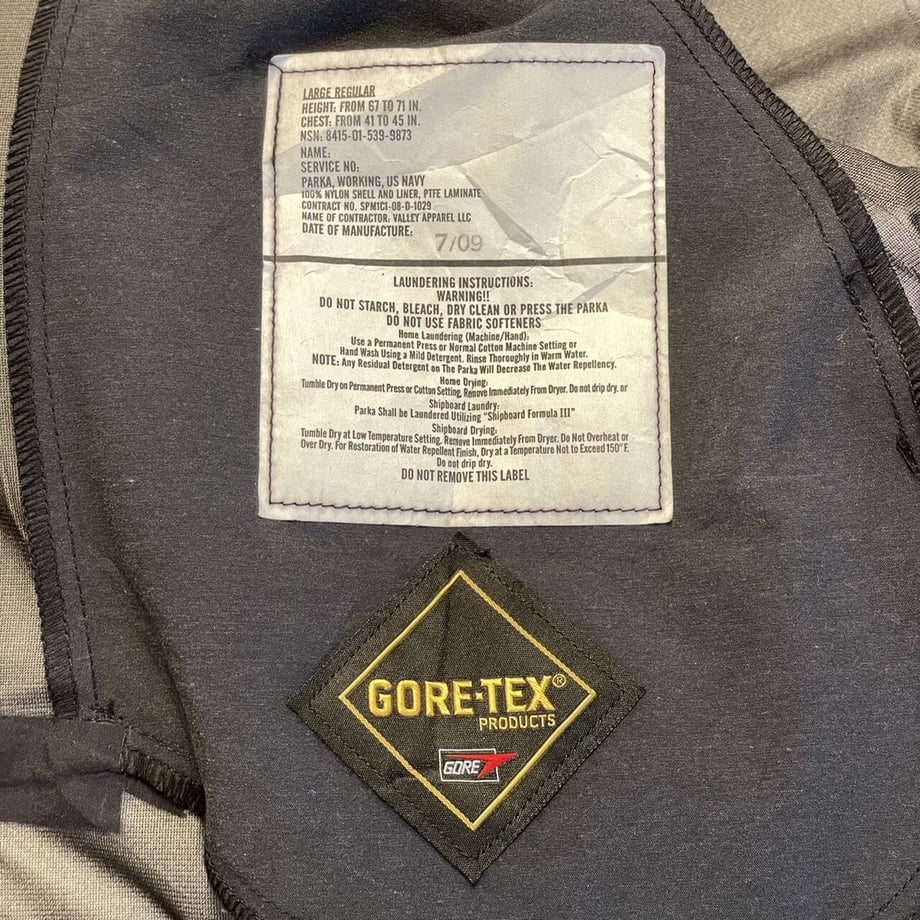 LARGE REGULAR
HEIGHT: FROM 67 TO 71 IN.
CHEST: FROM 41 TO 45 IN.
NSN: 8415-01-539-9873
NAME:
SERVICE NO:
PARKA, WORKING, US NAVY
100% NYLON SHELL AND LINER, PTFE LAMINATE
CONTRACT NO. SPM1C1-08-D-1029
NAME OF CONTRACTOR: VALLEY APPAREL LLC
DATE OF MANUFACTURE: 7/09
LAUNDERING INSTRUCTIONS:
WARNING!!
DO NOT STARCH, BLEACH, DRY CLEAN OR PRESS THE PARKA
DO NOT USE FABRIC SOFTENERS
Home Laundering (Machine/Hand):
Use a Permanent Press or Normal Cotton Machine Setting or
Hand Wash Using a Mild Detergent. Rinse Thoroughly in Warm Water.
NOTE: Any Residual Detergent on The Parka Will Decrease The Water Repellency.
Home Drying:
Tumble Dry on Permanent Press or Cotton Setting, Remove Immediately From Dryer. Do not drip dry. or
Shipboard Laundry:
Parka Shall be Laundered Utilizing "Shipboard Formula III"
Shipboard Drying:
Tumble Dry at Low Temperature Setting. Remove Immediately From Dryer. Do Not Overheat or
Over Dry. For Restoration of Water Repellent Finish, Dry at a Temperature Not to Exceed 150°F.
Do not drip dry.
DO NOT REMOVE THIS LABEL
GORE-TEX®
PRODUCTS
GORE